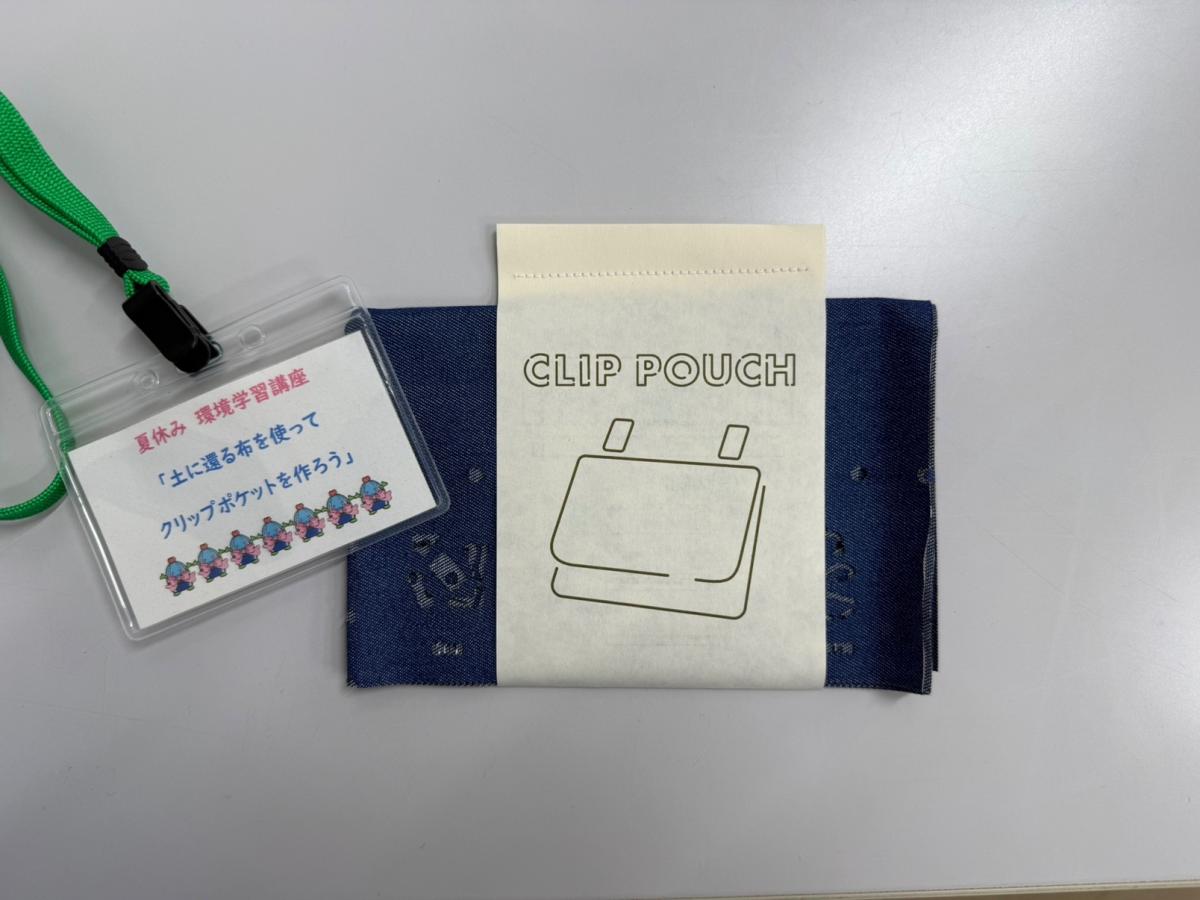 夏休み 環境学習講座
「土に還る布を使って
クリップポケットを作ろう」
CLIP POUCH